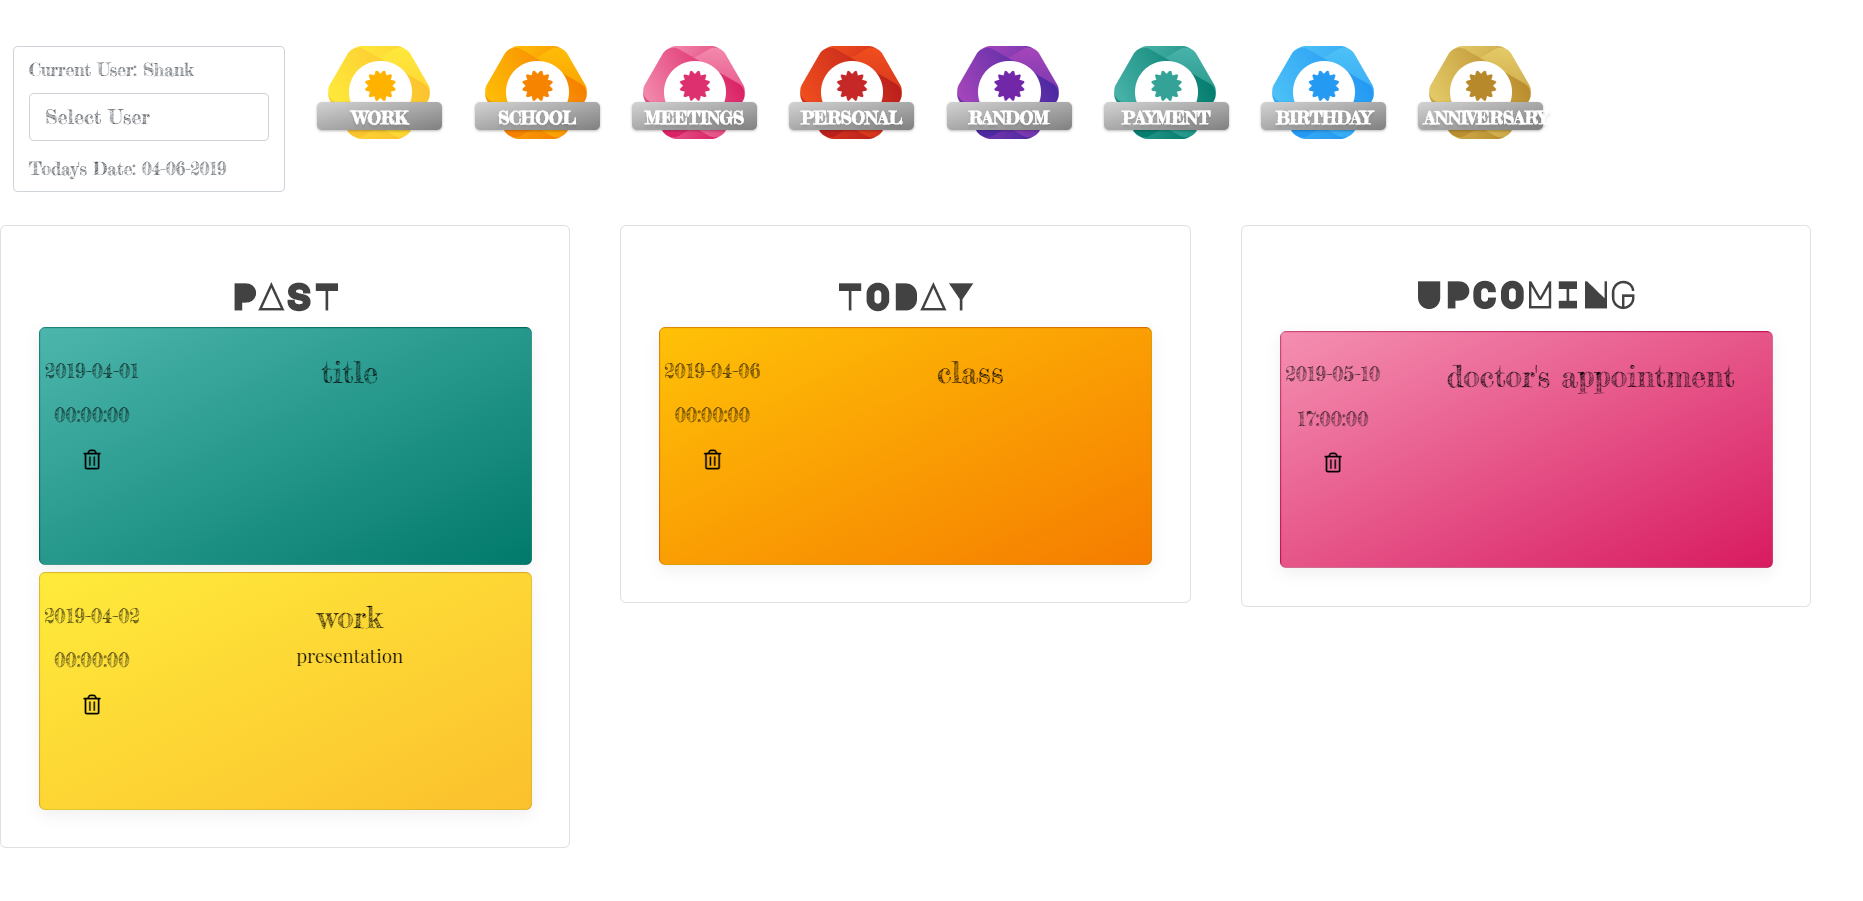 Current User: Shank
Select User
Today's Date: 04-06-2019
WORK
SCHOOL
MEETINGS
PERSONAL
RANDOM
PAYMENT
BIRTHDAY
ANNIVERSARY
PAST
2019-04-01
title
00:00:00
2019-04-02
work
presentation
00:00:00
TODAY
2019-04-06
class
00:00:00
UPCOMING
2019-05-10
doctor's appointment
17:00:00